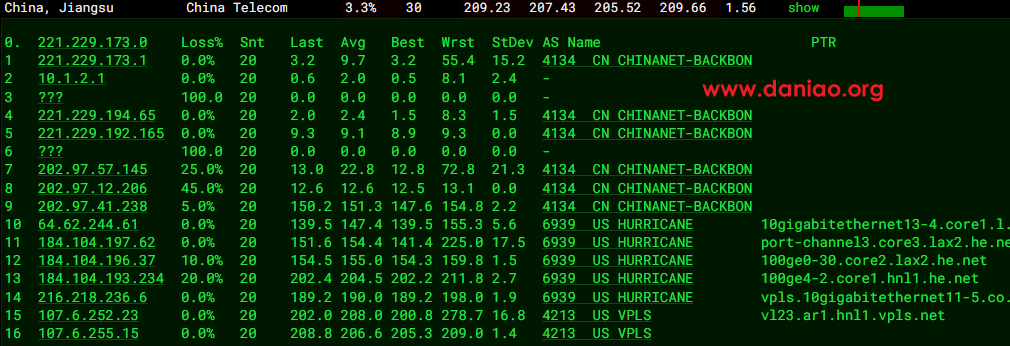 China, Jiangsu China Telecom 3.3% 30 209.23 207.43 205.52 209.66 1.56 show
0. 221.229.173.0 Loss% Snt Last Avg Best Wrst StDev AS Name PTR
1 221.229.173.1 0.0% 20 3.2 9.7 3.2 55.4 15.2 4134 CN CHINANET-BACKBON
2 10.1.2.1 0.0% 20 0.6 2.0 0.5 8.1 2.4 -
www.daniao.org
3 ??? 100.0 20 0.0 0.0 0.0 0.0 0.0 -
4 221.229.194.65 0.0% 20 2.0 2.4 1.5 8.3 1.5 4134 CN CHINANET-BACKBON
5 221.229.192.165 0.0% 20 9.3 9.1 8.9 9.3 0.0 4134 CN CHINANET-BACKBON
6 ??? 100.0 20 0.0 0.0 0.0 0.0 0.0 -
7 202.97.57.145 25.0% 20 13.0 22.8 12.8 72.8 21.3 4134 CN CHINANET-BACKBON
8 202.97.12.206 45.0% 20 12.6 12.6 12.5 13.1 0.0 4134 CN CHINANET-BACKBON
9 202.97.41.238 5.0% 20 150.2 151.3 147.6 154.8 2.2 4134 CN CHINANET-BACKBON
10 64.62.244.61 0.0% 20 139.5 147.4 139.5 155.3 5.6 6939 US HURRICANE 10gigabitethernet13-4.core1.l.
11 184.104.197.62 0.0% 20 151.6 154.4 141.4 225.0 17.5 6939 US HURRICANE port-channel3.core3.lax2.he.ne
12 184.104.196.37 10.0% 20 154.5 155.0 154.3 159.8 1.5 6939 US HURRICANE 100ge0-30.core2.lax2.he.net
13 184.104.193.234 20.0% 20 202.4 204.5 202.2 211.8 2.7 6939 US HURRICANE 100ge4-2.core1.hnl1.he.net
14 216.218.236.6 0.0% 20 189.2 190.0 189.2 198.0 1.9 6939 US HURRICANE vpls.10gigabitethernet11-5.co.
15 107.6.252.23 0.0% 20 202.0 208.0 200.8 278.7 16.8 4213 US VPLS vl23.ar1.hnl1.vpls.net
16 107.6.255.15 0.0% 20 208.8 206.6 205.3 209.0 1.4 4213 US VPLS